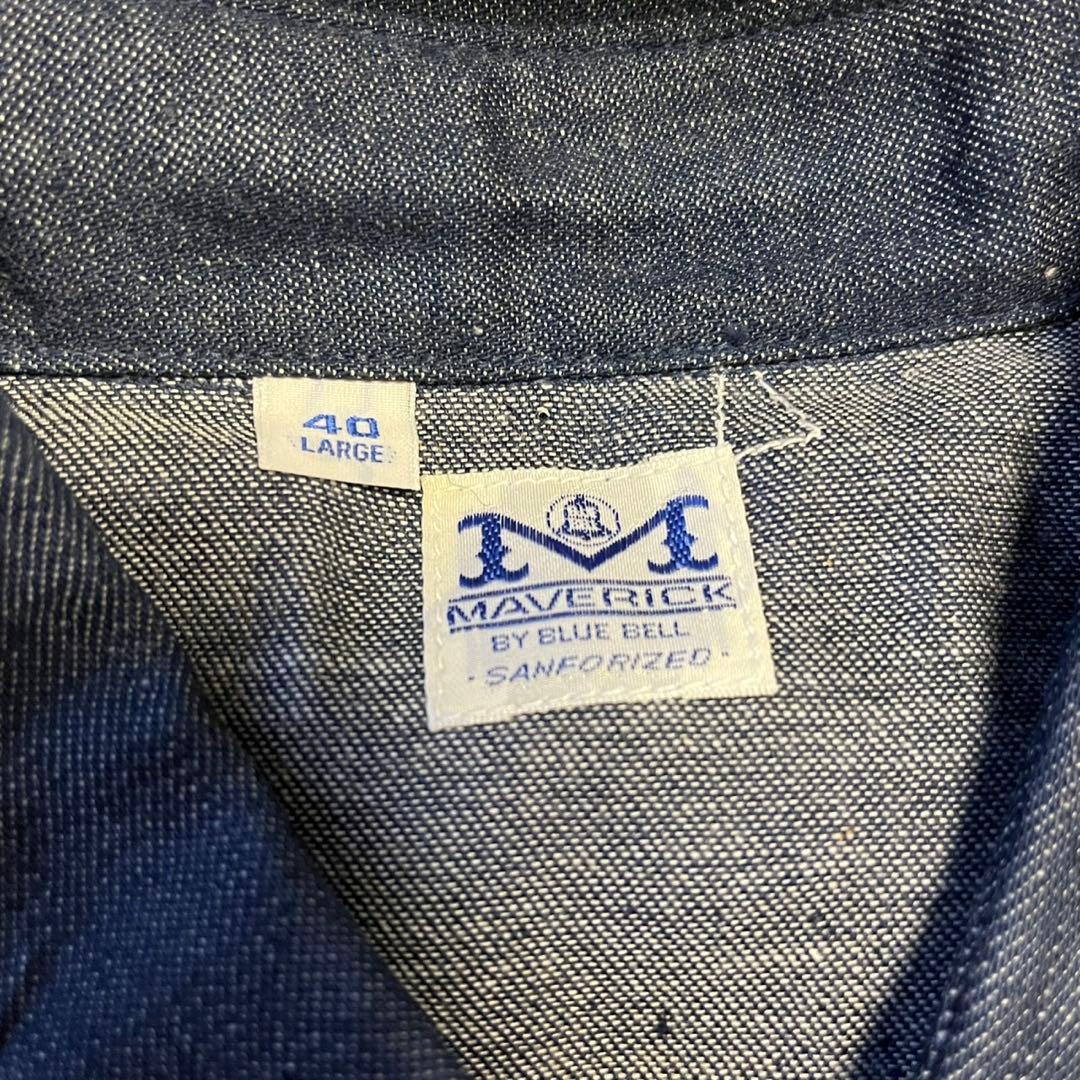 40
LARGE
M
MAVERICK
BY BLUE BELL
- SANFORIZED -